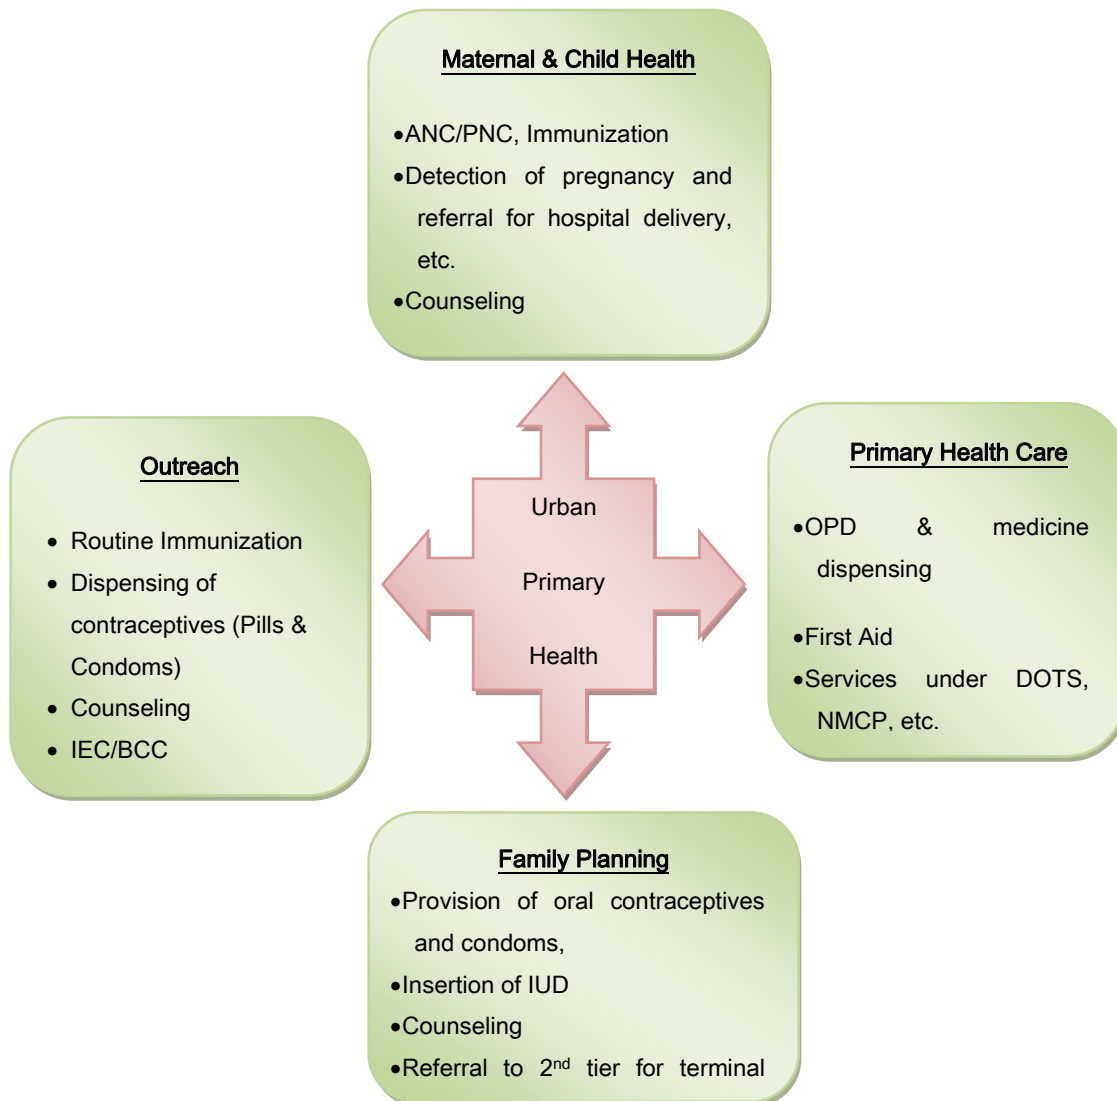 Maternal & Child Health
•ANC/PNC, Immunization
•Detection of pregnancy and
referral for hospital delivery,
etc.
•Counseling
Outreach
• Routine Immunization
• Dispensing of
contraceptives (Pills &
Condoms)
• Counseling
• IEC/BCC
Urban
Primary
Health
Primary Health Care
•OPD & medicine
dispensing
•First Aid
•Services under DOTS,
NMCP, etc.
Family Planning
•Provision of oral contraceptives
and condoms,
•Insertion of IUD
•Counseling
•Referral to 2nd tier for terminal